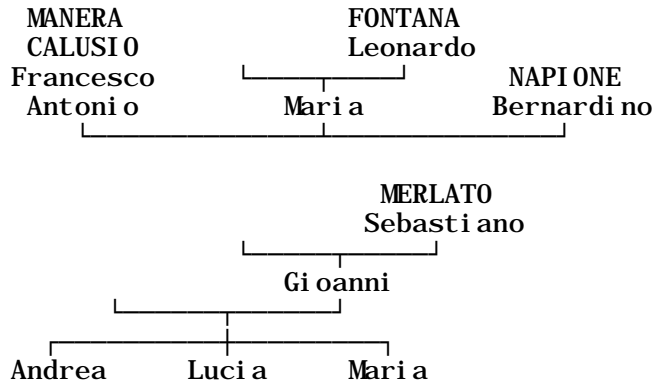 MANERA FONTANA
CALUSIO Leonardo
Francesco NAPIONE
Antonio Maria Bernardino
MERLATO
Sebastiano
Gioanni
Andrea Lucia Maria